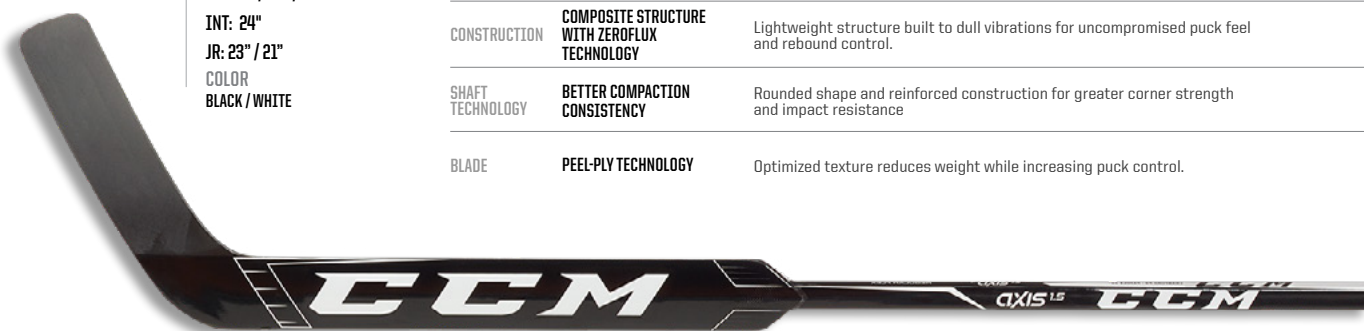 INT: 24"
JR: 23” / 21”
COLOR
BLACK / WHITE
CONSTRUCTION
COMPOSITE STRUCTURE
WITH ZEROFLUX
TECHNOLOGY
Lightweight structure built to dull vibrations for uncompromised puck feel
and rebound control.
SHAFT
TECHNOLOGY
BETTER COMPACTION
CONSISTENCY
Rounded shape and reinforced construction for greater corner strength
and impact resistance
BLADE
PEEL-PLY TECHNOLOGY
Optimized texture reduces weight while increasing puck control.
CCM
AXIS 1.5
CCM